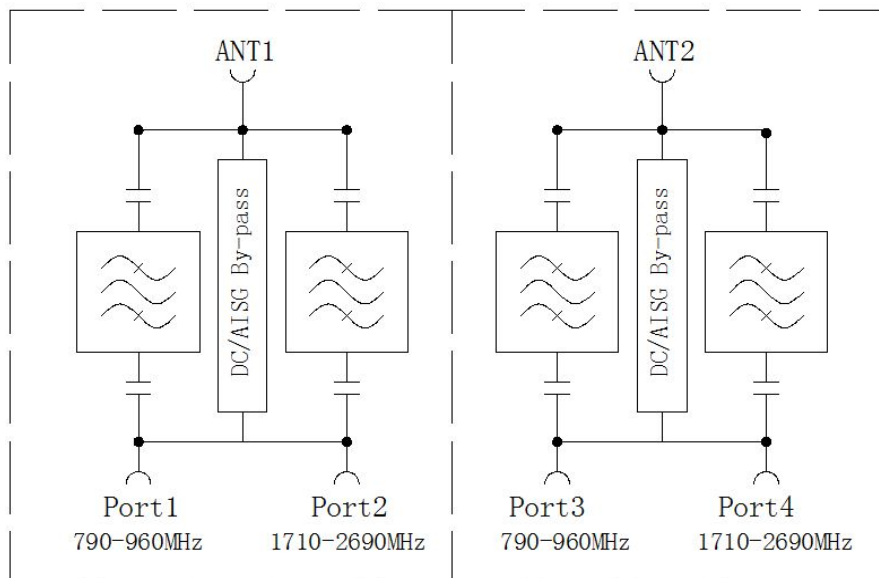 ANT1
ANT2
DC/AISG By-pass
DC/AISG By-pass
Port1
Port2
Port3
Port4
790-960MHz
1710-2690MHz
790-960MHz
1710-2690MHz